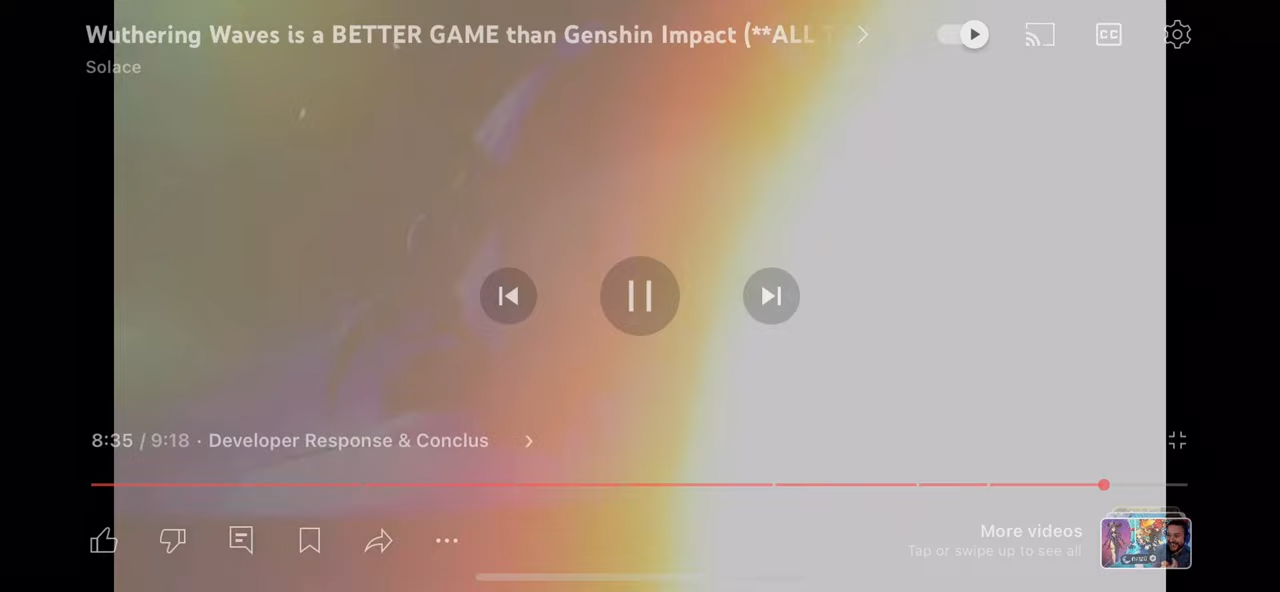 Wuthering Waves is a BETTER GAME than Genshin Impact (**ALL T
Solace
CC
8:35 / 9:18 · Developer Response & Conclus
More videos
Tap or swipe up to see all